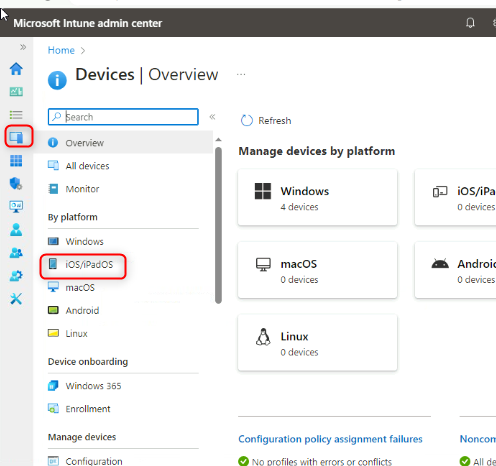 Microsoft Intune admin center
Home
Devices | Overview
Search
Overview
All devices
Monitor
By platform
Windows
iOS/iPadOS
macOS
Android
Linux
Device onboarding
Windows 365
Enrollment
Manage devices
Configuration
Refresh
Manage devices by platform
Windows
4 devices
iOS/iPa
0 devices
macOS
0 devices
Android
0 devices
Linux
0 devices
Configuration policy assignment failures
No profiles with errors or conflicts
Noncom
All de